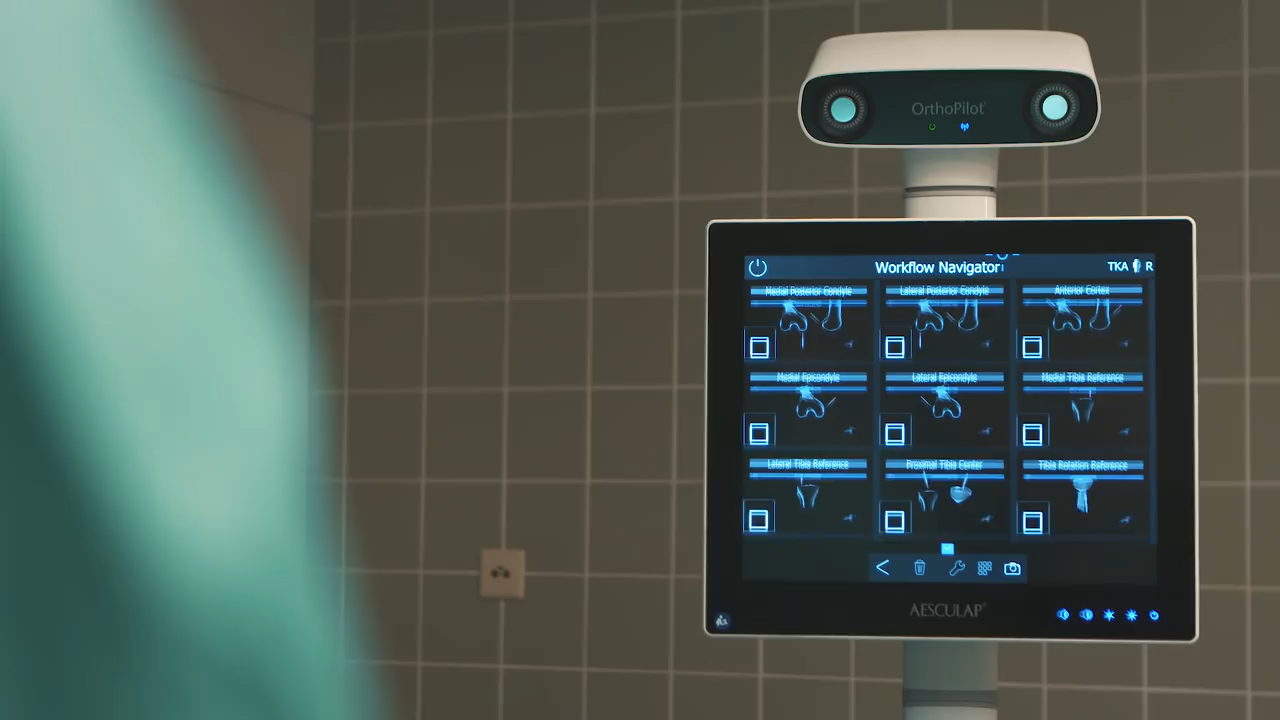 OrthoPilot
Workflow Navigator
TKA R
Medial Posterior Condyle
Lateral Posterior Condyle
Anterior Cortex
Medial Epicondyle
Lateral Epicondyle
Medial Tibia Reference
Lateral Tibia Reference
Proximal Tibia Center
Tibia Rotation Reference
AESCULAP®